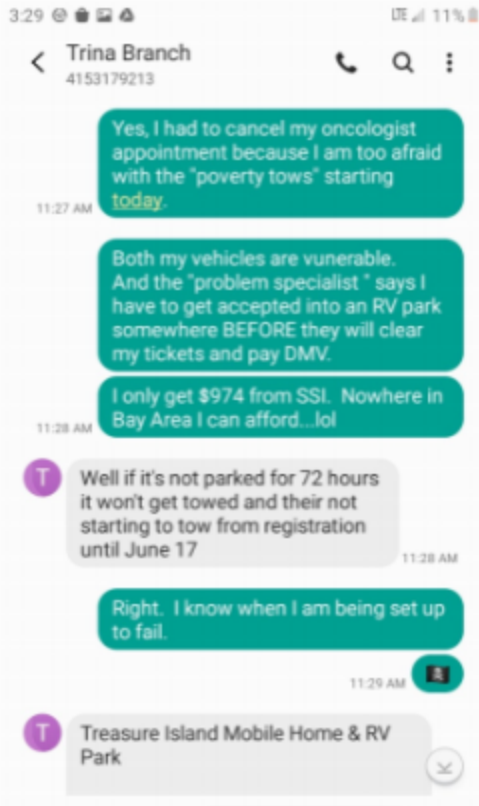 3:29 LTE 11%
Trina Branch
4153179213
Yes, I had to cancel my oncologist
appointment because I am too afraid
with the "poverty tows" starting
today.
11:27 AM
Both my vehicles are vunerable.
And the "problem specialist " says I
have to get accepted into an RV park
somewhere BEFORE they will clear
my tickets and pay DMV.
I only get $974 from SSI. Nowhere in
Bay Area I can afford...lol
11:28 AM
T
Well if it's not parked for 72 hours
it won't get towed and their not
starting to tow from registration
until June 17
11:28 AM
Right. I know when I am being set up
to fail.
11:29 AM
T
Treasure Island Mobile Home & RV
Park